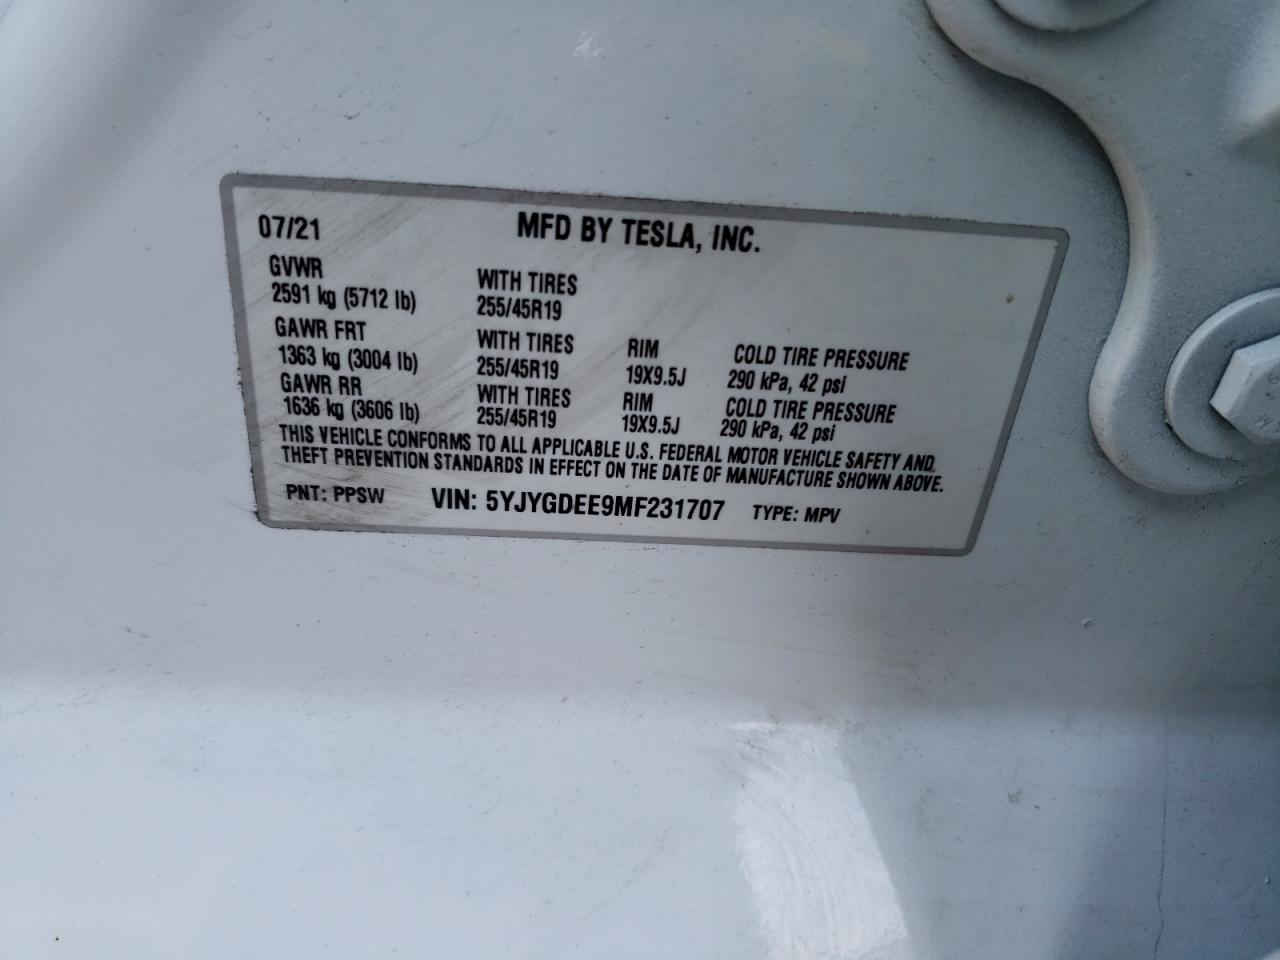 07/21 MFD BY TESLA, INC.
GVWR WITH TIRES
2591 kg (5712 lb) 255/45R19
GAWR FRT WITH TIRES RIM COLD TIRE PRESSURE
1363 kg (3004 lb) 255/45R19 19X9.5J 290 kPa, 42 psi
GAWR RR WITH TIRES RIM COLD TIRE PRESSURE
1636 kg (3606 lb) 255/45R19 19X9.5J 290 kPa, 42 psi
THIS VEHICLE CONFORMS TO ALL APPLICABLE U.S. FEDERAL MOTOR VEHICLE SAFETY AND
THEFT PREVENTION STANDARDS IN EFFECT ON THE DATE OF MANUFACTURE SHOWN ABOVE.
PNT: PPSW VIN: 5YJYGDEE9MF231707 TYPE: MPV